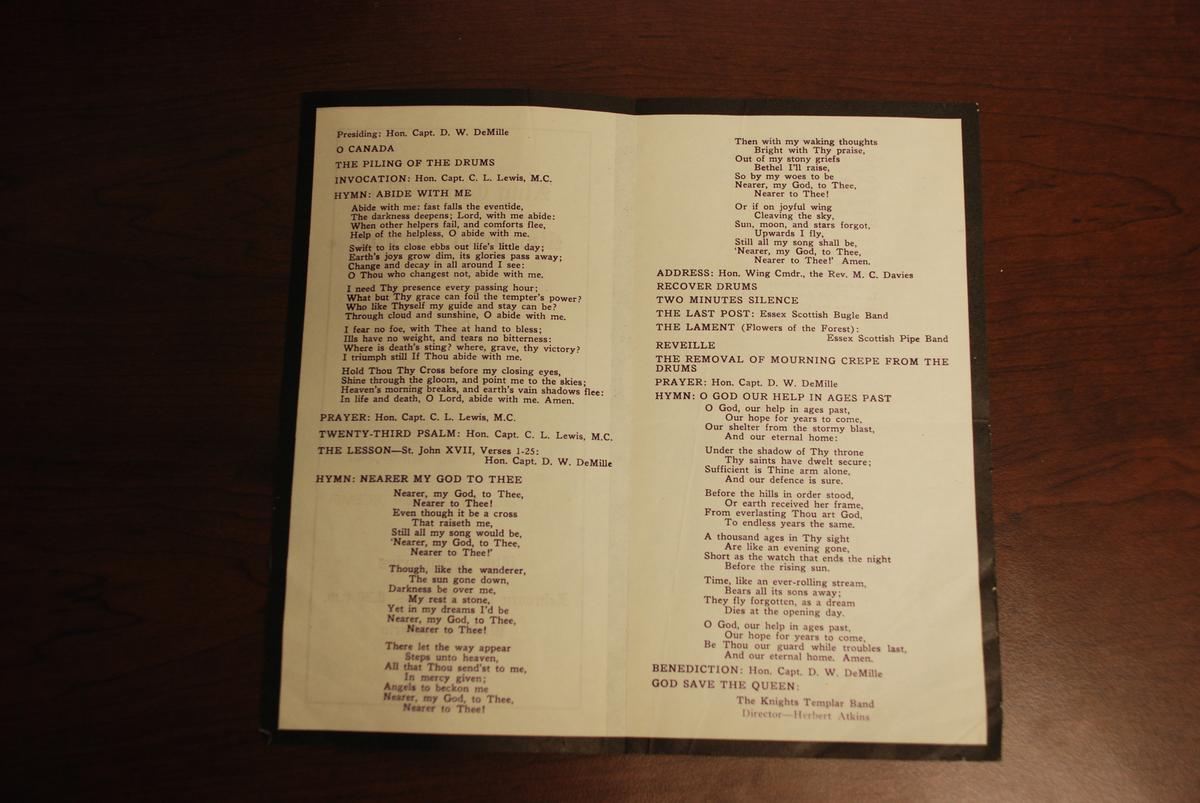 Presiding: Hon. Capt. D. W. DeMille
O CANADA
THE PILING OF THE DRUMS
INVOCATION: Hon. Capt. C. L. Lewis, M.C.
HYMN: ABIDE WITH ME
Abide with me: fast falls the eventide,
The darkness deepens; Lord, with me abide:
When other helpers fail, and comforts flee,
Help of the helpless, O abide with me.
Swift to its close ebbs out life's little day;
Earth's joys grow dim, its glories pass away;
Change and decay in all around I see:
O Thou who changest not, abide with me.
I need Thy presence every passing hour;
What but Thy grace can foil the tempter's power?
Who like Thyself my guide and stay can be?
Through cloud and sunshine, O abide with me.
I fear no foe, with Thee at hand to bless;
Ills have no weight, and tears no bitterness:
Where is death's sting? where, grave, thy victory?
I triumph still If Thou abide with me.
Hold Thou Thy Cross before my closing eyes,
Shine through the gloom, and point me to the skies;
Heaven's morning breaks, and earth's vain shadows flee:
In life and death, O Lord, abide with me. Amen.
PRAYER: Hon. Capt. C. L. Lewis, M.C.
TWENTY-THIRD PSALM: Hon. Capt. C. L. Lewis, M.C.
THE LESSON—St. John XVII, Verses 1-25:
Hon. Capt. D. W. DeMille
HYMN: NEARER MY GOD TO THEE
Nearer, my God, to Thee,
Nearer to Thee!
Even though it be a cross
That raiseth me,
Still all my song would be,
'Nearer, my God, to Thee,
Nearer to Thee!'
Though, like the wanderer,
The sun gone down,
Darkness be over me,
My rest a stone,
Yet in my dreams I'd be
Nearer, my God, to Thee,
Nearer to Thee!
There let the way appear
Steps unto heaven,
All that Thou send'st to me,
In mercy given;
Angels to beckon me
Nearer, my God, to Thee,
Nearer to Thee!
Then with my waking thoughts
Bright with Thy praise,
Out of my stony griefs
Bethel I'll raise,
So by my woes to be
Nearer, my God, to Thee,
Nearer to Thee!
Or if on joyful wing
Cleaving the sky,
Sun, moon, and stars forgot,
Upwards I fly,
Still all my song shall be,
'Nearer, my God, to Thee,
Nearer to Thee!' Amen.
ADDRESS: Hon. Wing Cmdr., the Rev. M. C. Davies
RECOVER DRUMS
TWO MINUTES SILENCE
THE LAST POST: Essex Scottish Bugle Band
THE LAMENT (Flowers of the Forest):
Essex Scottish Pipe Band
REVEILLE
THE REMOVAL OF MOURNING CREPE FROM THE
DRUMS
PRAYER: Hon. Capt. D. W. DeMille
HYMN: O GOD OUR HELP IN AGES PAST
O God, our help in ages past,
Our hope for years to come,
Our shelter from the stormy blast,
And our eternal home:
Under the shadow of Thy throne
Thy saints have dwelt secure;
Sufficient is Thine arm alone,
And our defence is sure.
Before the hills in order stood,
Or earth received her frame,
From everlasting Thou art God,
To endless years the same.
A thousand ages in Thy sight
Are like an evening gone,
Short as the watch that ends the night
Before the rising sun.
Time, like an ever-rolling stream,
Bears all its sons away;
They fly forgotten, as a dream
Dies at the opening day.
O God, our help in ages past,
Our hope for years to come,
Be Thou our guard while troubles last,
And our eternal home. Amen.
BENEDICTION: Hon. Capt. D. W. DeMille
GOD SAVE THE QUEEN:
The Knights Templar Band
Director—Herbert Atkins